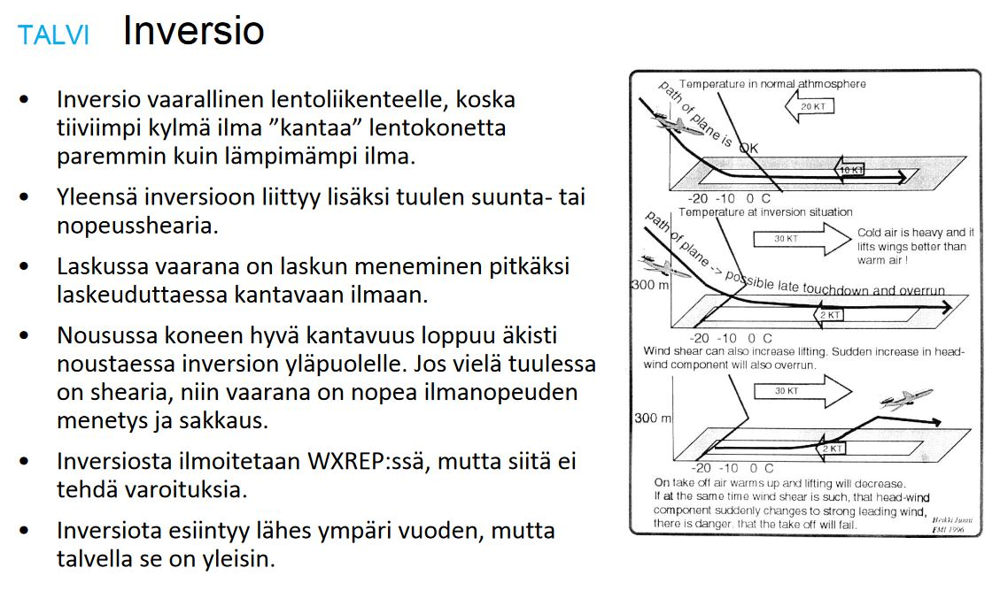 TALVI Inversio
• Inversio vaarallinen lentoliikenteelle, koska
tiiviimpi kylmä ilma ”kantaa” lentokonetta
paremmin kuin lämpimämpi ilma.
• Yleensä inversioon liittyy lisäksi tuulen suunta- tai
nopeusshearia.
• Laskussa vaarana on laskun meneminen pitkäksi
laskeuduttaessa kantavaan ilmaan.
• Nousussa koneen hyvä kantavuus loppuu äkisti
noustaessa inversion yläpuolelle. Jos vielä tuulessa
on shearia, niin vaarana on nopea ilmanopeuden
menetys ja sakkaus.
• Inversiosta ilmoitetaan WXREP:ssä, mutta siitä ei
tehdä varoituksia.
• Inversiota esiintyy lähes ympäri vuoden, mutta
talvella se on yleisin.
Temperature in normal athmosphere
20 KT
path of plane is OK
10 KT
-20 -10 0 C
Temperature at inversion situation
30 KT
Cold air is heavy and it
lifts wings better than
warm air !
path of plane -> possible late touchdown and overrun
300 m
2 KT
-20 -10 0 C
Wind shear can also increase lifting. Sudden increase in head-
wind component will also overrun.
30 KT
300 m
2 KT
-20 -10 0 C
On take off air warms up and lifting will decrease.
If at the same time wind shear is such, that head-wind
component suddenly changes to strong leading wind,
there is danger, that the take off will fail.
Heikki Juntti
FMI 1996